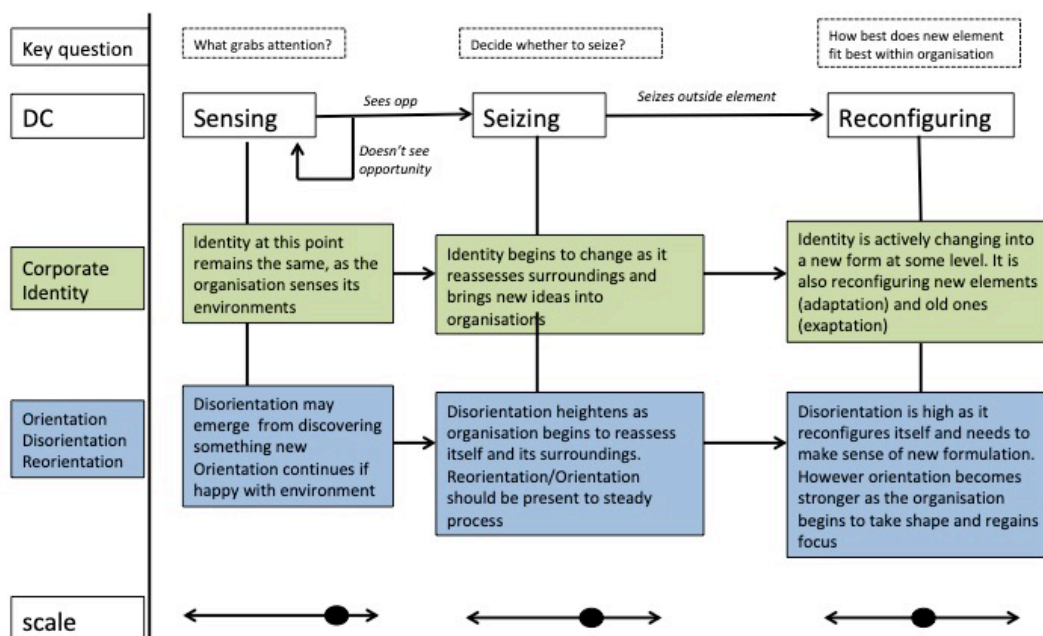 Key question
What grabs attention?
Decide whether to seize?
How best does new element
fit best within organisation
DC
Sensing
Sees opp
Doesn't see
opportunity
Seizing
Seizes outside element
Reconfiguring
Corporate
Identity
Identity at this point
remains the same, as the
organisation senses its
environments
Identity begins to change as it
reassesses surroundings and
brings new ideas into
organisations
Identity is actively changing into
a new form at some level. It is
also reconfiguring new elements
(adaptation) and old ones
(exaptation)
Orientation
Disorientation
Reorientation
Disorientation may
emerge from discovering
something new
Orientation continues if
happy with environment
Disorientation heightens as
organisation begins to reassess
itself and its surroundings.
Reorientation/Orientation
should be present to steady
process
Disorientation is high as it
reconfigures itself and needs to
make sense of new formulation.
However orientation becomes
stronger as the organisation
begins to take shape and regains
focus
scale